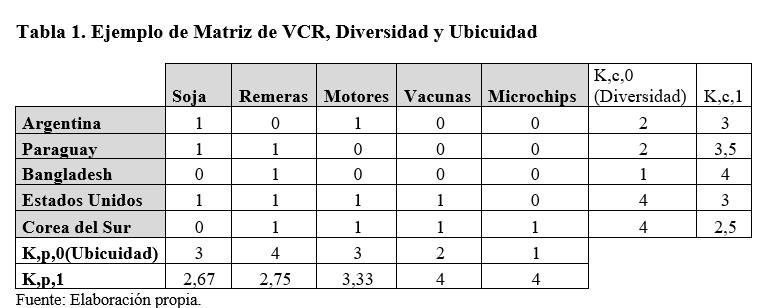 Tabla 1. Ejemplo de Matriz de VCR, Diversidad y Ubicuidad
Soja Remeras Motores Vacunas Microchips K,c,0 (Diversidad) K,c,1
Argentina 1 0 1 0 0 2 3
Paraguay 1 1 0 0 0 2 3,5
Bangladesh 0 1 0 0 0 1 4
Estados Unidos 1 1 1 1 0 4 3
Corea del Sur 0 1 1 1 1 4 2,5
K,p,0(Ubicuidad) 3 4 3 2 1
K,p,1 2,67 2,75 3,33 4 4
Fuente: Elaboración propia.